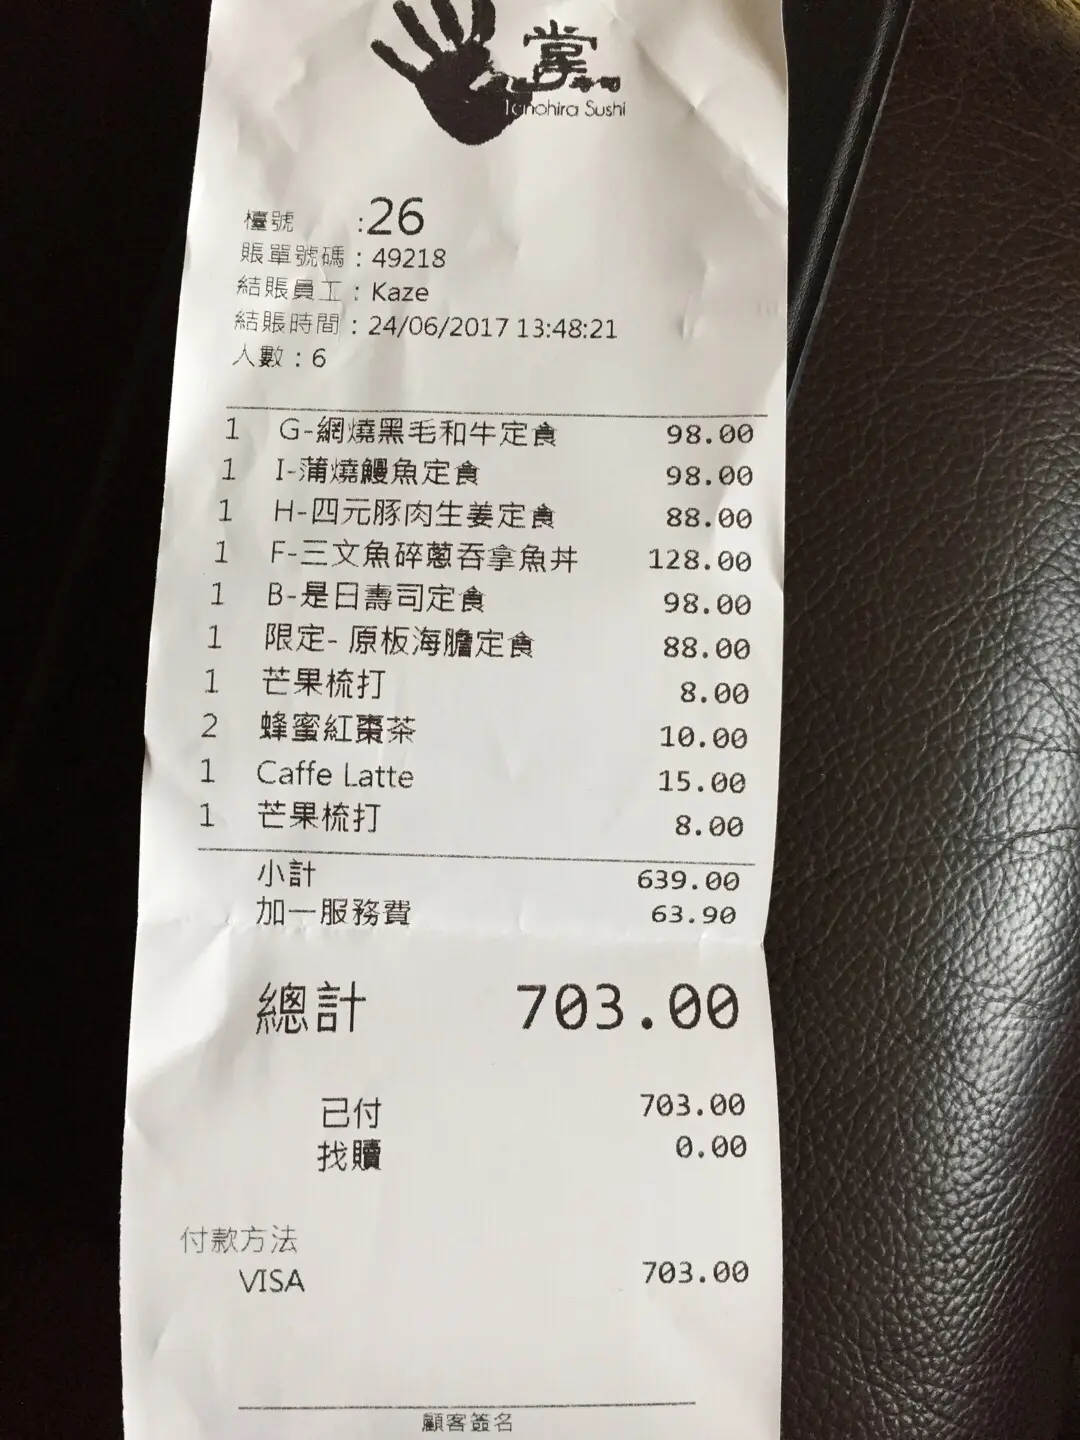 掌
Tanohira Sushi
檯號 :26
賬單號碼 : 49218
結賬員工 : Kaze
結賬時間 : 24/06/2017 13:48:21
人數 : 6
1 G-網燒黑毛和牛定食 98.00
1 I-蒲燒鰻魚定食 98.00
1 H-四元豚肉生姜定食 88.00
1 F-三文魚碎蔥吞拿魚丼 128.00
1 B-是日壽司定食 98.00
1 限定- 原板海膽定食 88.00
1 芒果梳打 8.00
2 蜂蜜紅棗茶 10.00
1 Caffe Latte 15.00
1 芒果梳打 8.00
小計 639.00
加一服務費 63.90
總計 703.00
已付 703.00
找贖 0.00
付款方法
VISA 703.00
顧客簽名